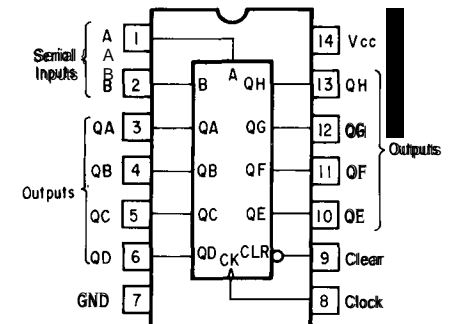 A 1 14 Vcc
Serial Inputs A B
B 2 B A QH 13 QH
QA 3 QA QG 12 QG
Outputs
QB 4 QB QF 11 QF
Outputs
QC 5 QC QE 10 QE
QD 6 QD CK CLR 9 Clear
GND 7 8 Clock